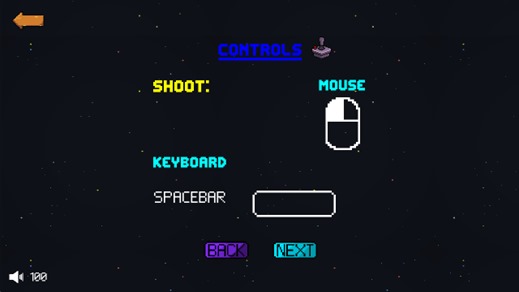 CONTROLS
SHOOT:
MOUSE
KEYBOARD
SPACEBAR
BACK
NEXT
100